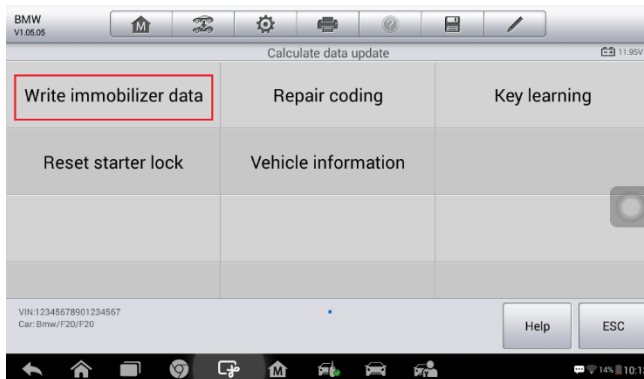 BMW
V1.05.05
Calculate data update
11.95V
Write immobilizer data
Repair coding
Key learning
Reset starter lock
Vehicle information
VIN:12345678901234567
Car: Bmw/F20/F20
Help
ESC
14%